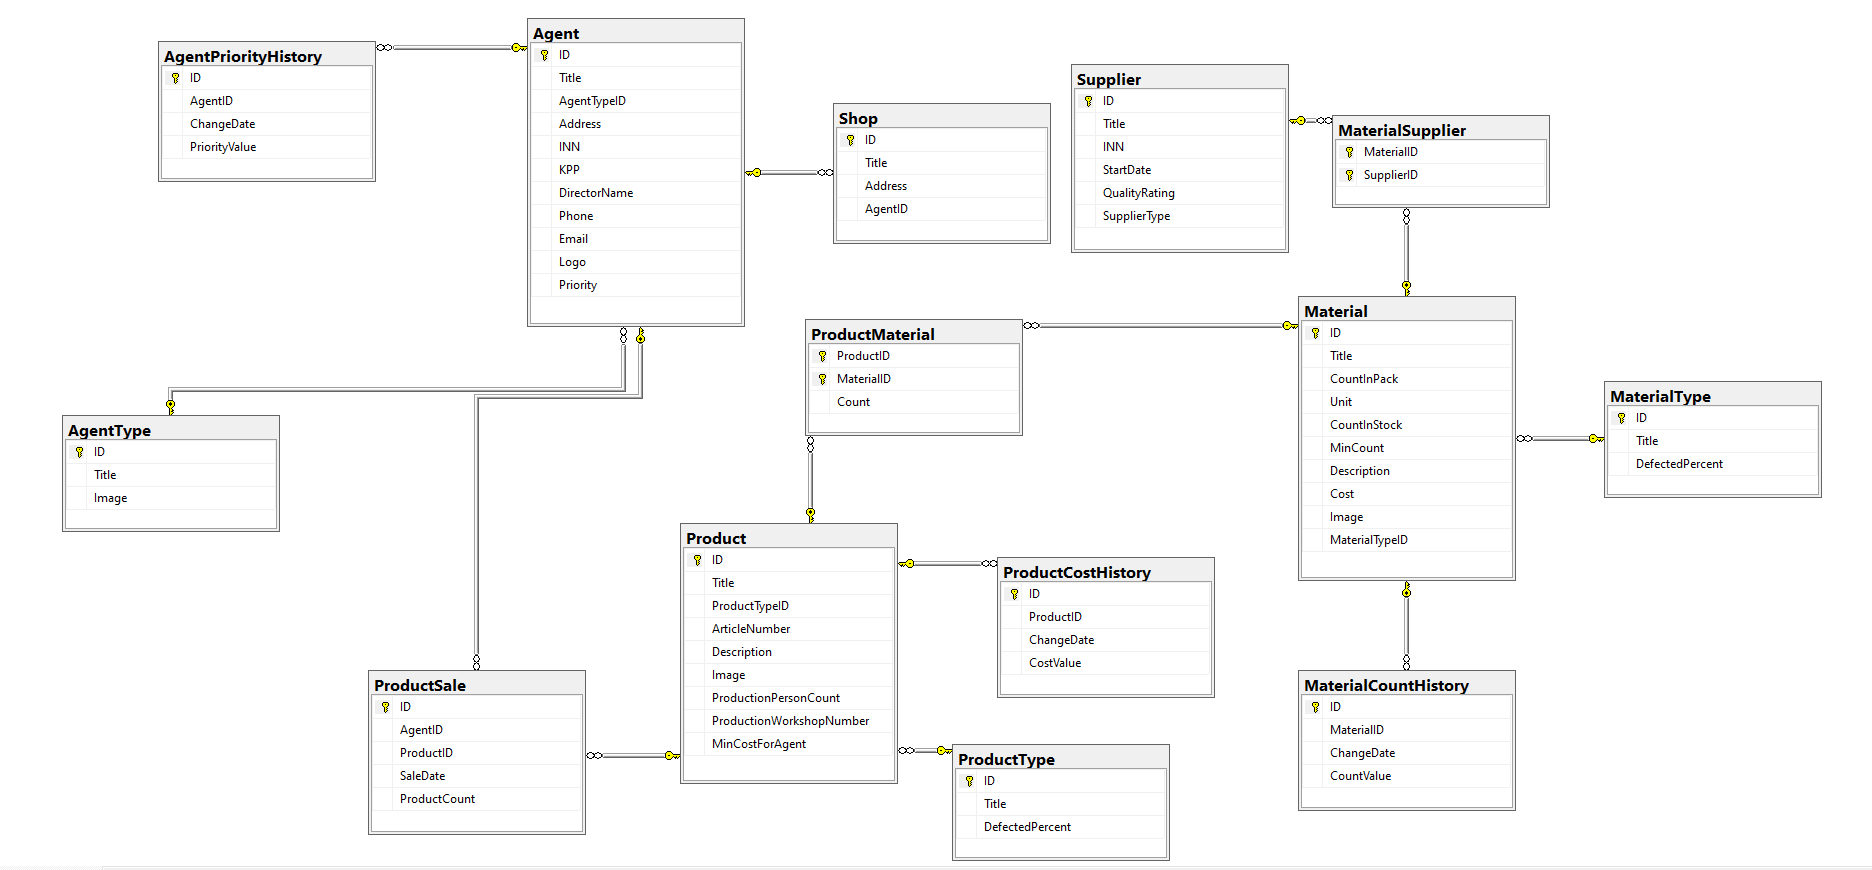 AgentPriorityHistory
ID
AgentID
ChangeDate
PriorityValue
Agent
ID
Title
AgentTypeID
Address
INN
KPP
DirectorName
Phone
Email
Logo
Priority
Shop
ID
Title
Address
AgentID
Supplier
ID
Title
INN
StartDate
QualityRating
SupplierType
MaterialSupplier
MaterialID
SupplierID
ProductMaterial
ProductID
MaterialID
Count
Material
ID
Title
CountInPack
Unit
CountInStock
MinCount
Description
Cost
Image
MaterialTypeID
MaterialType
ID
Title
DefectedPercent
AgentType
ID
Title
Image
Product
ID
Title
ProductTypeID
ArticleNumber
Description
Image
ProductionPersonCount
ProductionWorkshopNumber
MinCostForAgent
ProductCostHistory
ID
ProductID
ChangeDate
CostValue
ProductSale
ID
AgentID
ProductID
SaleDate
ProductCount
ProductType
ID
Title
DefectedPercent
MaterialCountHistory
ID
MaterialID
ChangeDate
CountValue